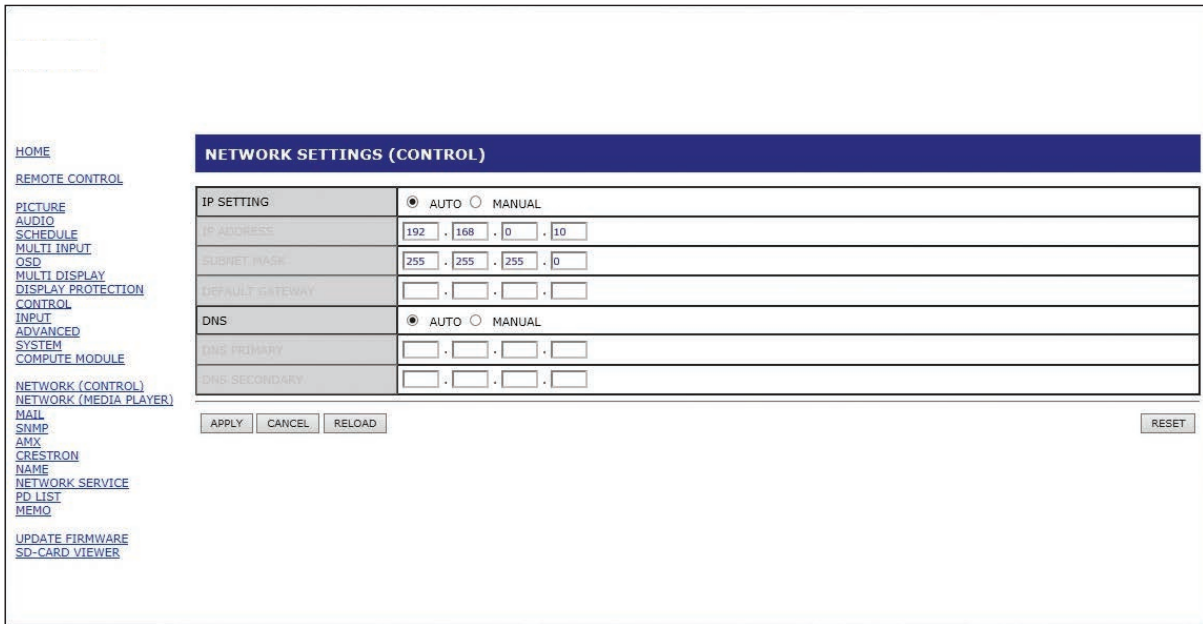 HOME
REMOTE CONTROL
PICTURE
AUDIO
SCHEDULE
MULTI INPUT
OSD
MULTI DISPLAY
DISPLAY PROTECTION
CONTROL
INPUT
ADVANCED
SYSTEM
COMPUTE MODULE
NETWORK (CONTROL)
NETWORK (MEDIA PLAYER)
MAIL
SNMP
AMX
CRESTRON
NAME
NETWORK SERVICE
PD LIST
MEMO
UPDATE FIRMWARE
SD-CARD VIEWER
NETWORK SETTINGS (CONTROL)
IP SETTING AUTO MANUAL
IP ADDRESS 192 . 168 . 0 . 10
SUBNET MASK 255 . 255 . 255 . 0
DEFAULT GATEWAY . . .
DNS AUTO MANUAL
DNS PRIMARY . . .
DNS SECONDARY . . .
APPLY CANCEL RELOAD RESET